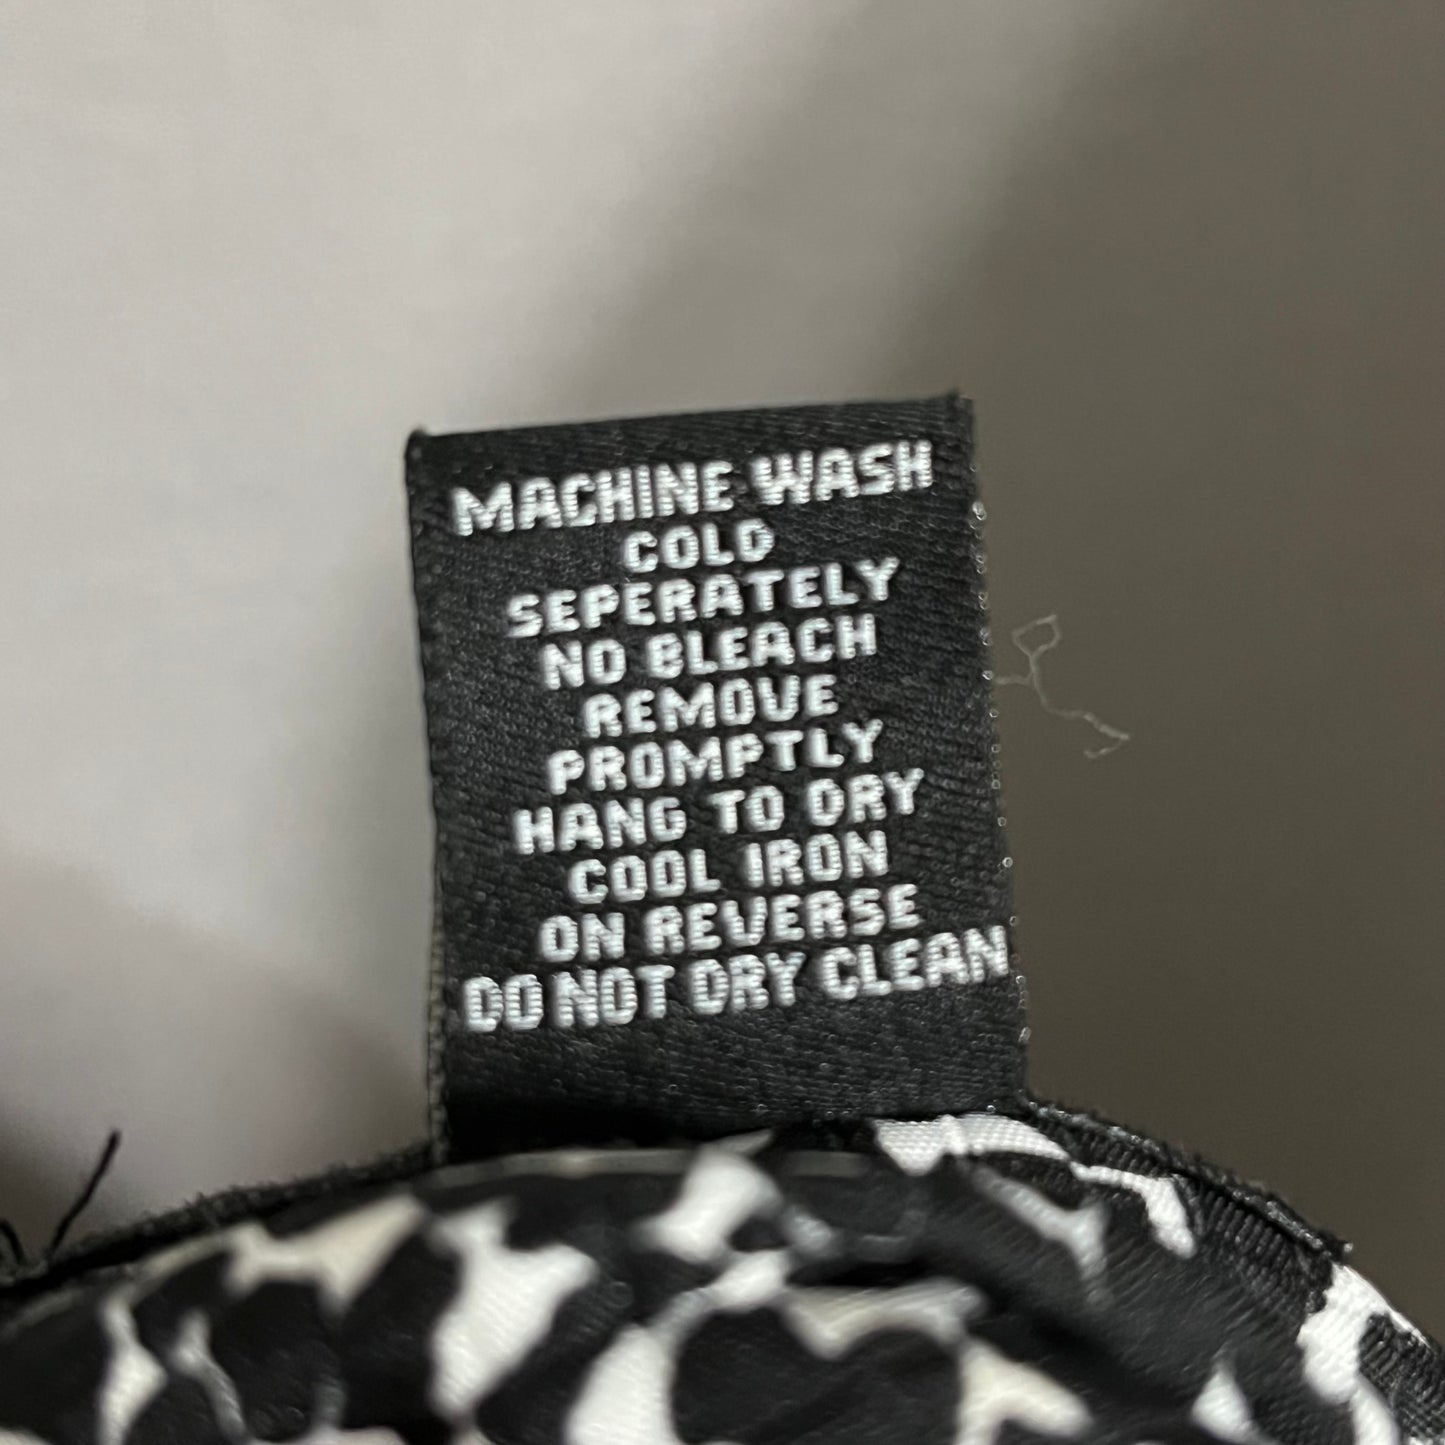 MACHINE WASH
COLD
SEPERATELY
NO BLEACH
REMOVE
PROMPTLY
HANG TO DRY
COOL IRON
ON REVERSE
DO NOT DRY CLEAN